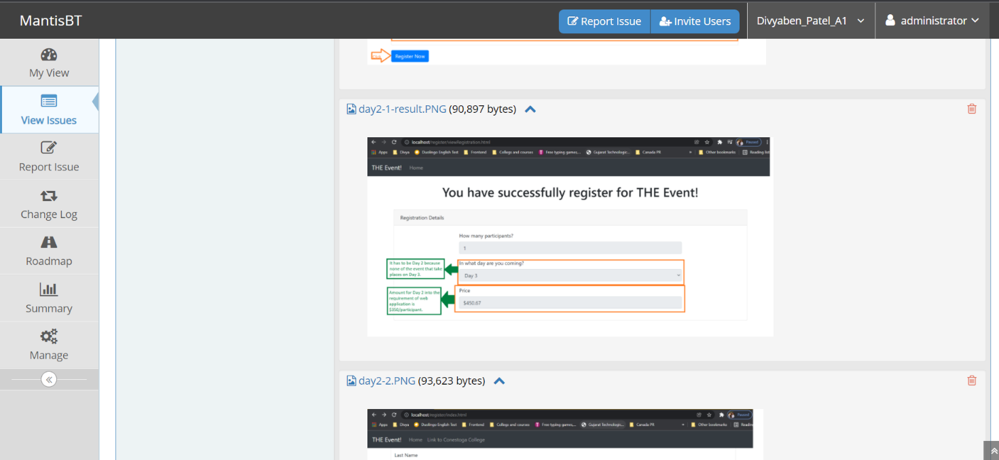 MantisBT
Report Issue
Invite Users
Divyaben_Patel_A1
administrator
My View
View Issues
Report Issue
Change Log
Roadmap
Summary
Manage
Register Now
day2-1-result.PNG (90,897 bytes)
localhost/register/viewRegistration.html
Paused
Apps Divya Duolingo English Test Frontend College and courses Free typing games,... Gujarat Technologic... Canada PR » Other bookmarks Reading list
THE Event! Home
You have successfully register for THE Event!
Registration Details
How many participants?
1
It has to be Day 2 because
none of the event that take
places on Day 3.
In what day are you coming?
Day 3
Amount for Day 2 into the
requirement of web
application is
$350/participant.
Price
$450.67
day2-2.PNG (93,623 bytes)
localhost/register/index.html
Paused
Apps Divya Duolingo English Test Frontend College and courses Free typing games,... Gujarat Technologic... Canada PR » Other bookmarks Reading
THE Event! Home Link to Conestoga College
Last Name